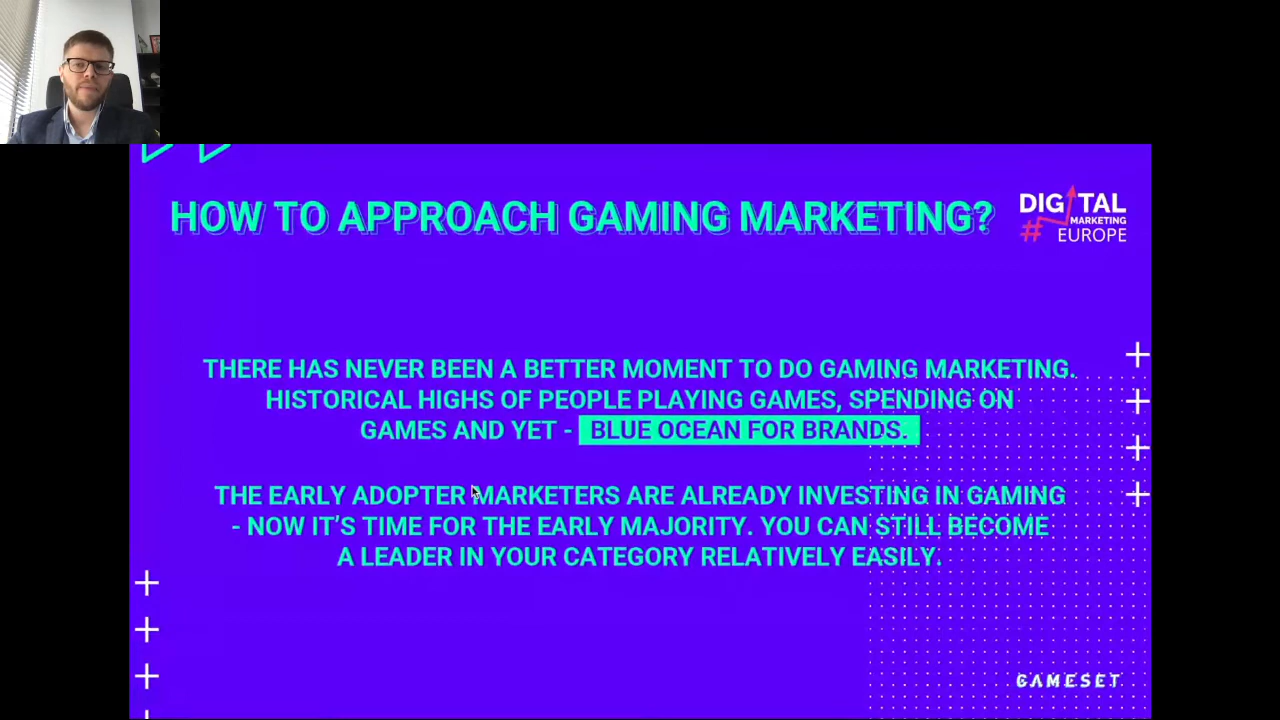 HOW TO APPROACH GAMING MARKETING?
DIGITAL
MARKETING
# EUROPE
THERE HAS NEVER BEEN A BETTER MOMENT TO DO GAMING MARKETING.
HISTORICAL HIGHS OF PEOPLE PLAYING GAMES, SPENDING ON
GAMES AND YET - BLUE OCEAN FOR BRANDS.
THE EARLY ADOPTER MARKETERS ARE ALREADY INVESTING IN GAMING
- NOW IT'S TIME FOR THE EARLY MAJORITY. YOU CAN STILL BECOME
A LEADER IN YOUR CATEGORY RELATIVELY EASILY.
GAMESET